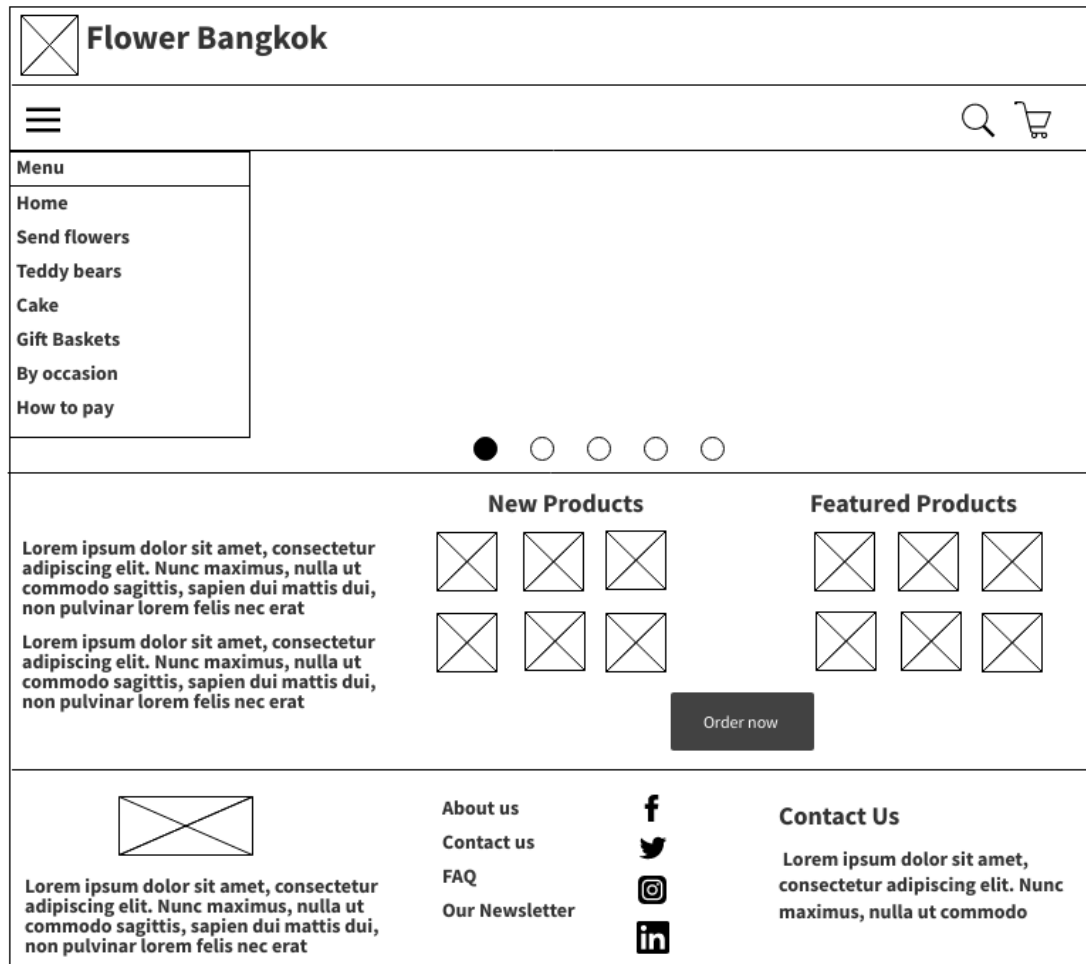 Flower Bangkok
Menu
Home
Send flowers
Teddy bears
Cake
Gift Baskets
By occasion
How to pay
Lorem ipsum dolor sit amet, consectetur
adipiscing elit. Nunc maximus, nulla ut
commodo sagittis, sapien dui mattis dui,
non pulvinar lorem felis nec erat
Lorem ipsum dolor sit amet, consectetur
adipiscing elit. Nunc maximus, nulla ut
commodo sagittis, sapien dui mattis dui,
non pulvinar lorem felis nec erat
New Products
Featured Products
Order now
Lorem ipsum dolor sit amet, consectetur
adipiscing elit. Nunc maximus, nulla ut
commodo sagittis, sapien dui mattis dui,
non pulvinar lorem felis nec erat
About us
Contact us
FAQ
Our Newsletter
f
in
Contact Us
Lorem ipsum dolor sit amet,
consectetur adipiscing elit. Nunc
maximus, nulla ut commodo